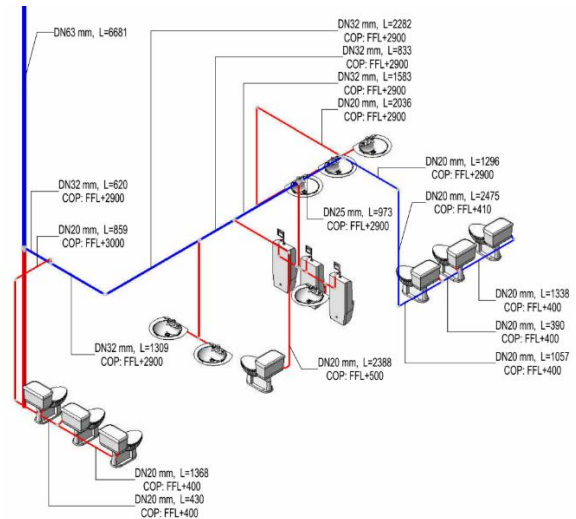 DN63 mm, L=6681
DN32 mm, L=2282
COP: FFL+2900
DN32 mm, L=833
COP: FFL+2900
DN32 mm, L=1583
COP: FFL+2900
DN20 mm, L=2036
COP: FFL+2900
DN20 mm, L=1296
COP: FFL+2900
DN32 mm, L=620
COP: FFL+2900
DN20 mm, L=2475
COP: FFL+410
DN25 mm, L=973
COP: FFL+2900
DN20 mm, L=859
COP: FFL+3000
DN20 mm, L=1338
COP: FFL+400
DN20 mm, L=390
COP: FFL+400
DN32 mm, L=1309
COP: FFL+2900
DN20 mm, L=2388
COP: FFL+500
DN20 mm, L=1057
COP: FFL+400
DN20 mm, L=1368
COP: FFL+400
DN20 mm, L=430
COP: FFL+400